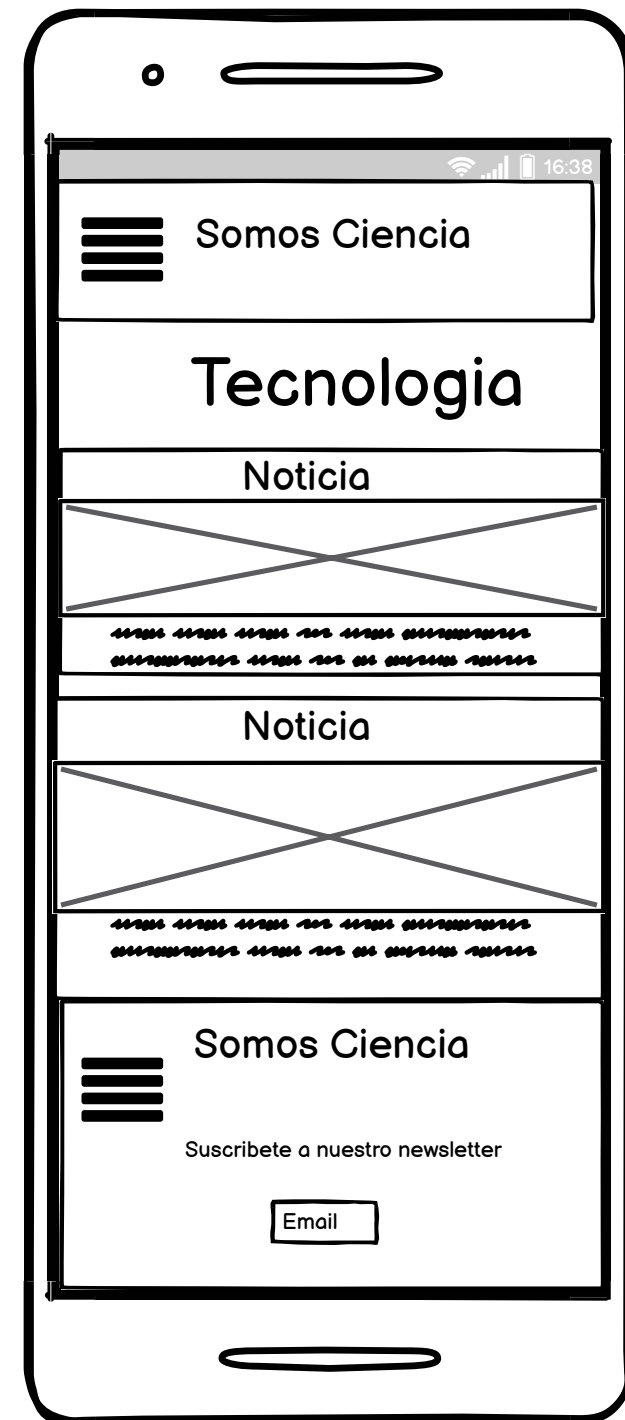 16:38
Somos Ciencia
Tecnologia
Noticia
Noticia
Somos Ciencia
Suscribete a nuestro newsletter
Email